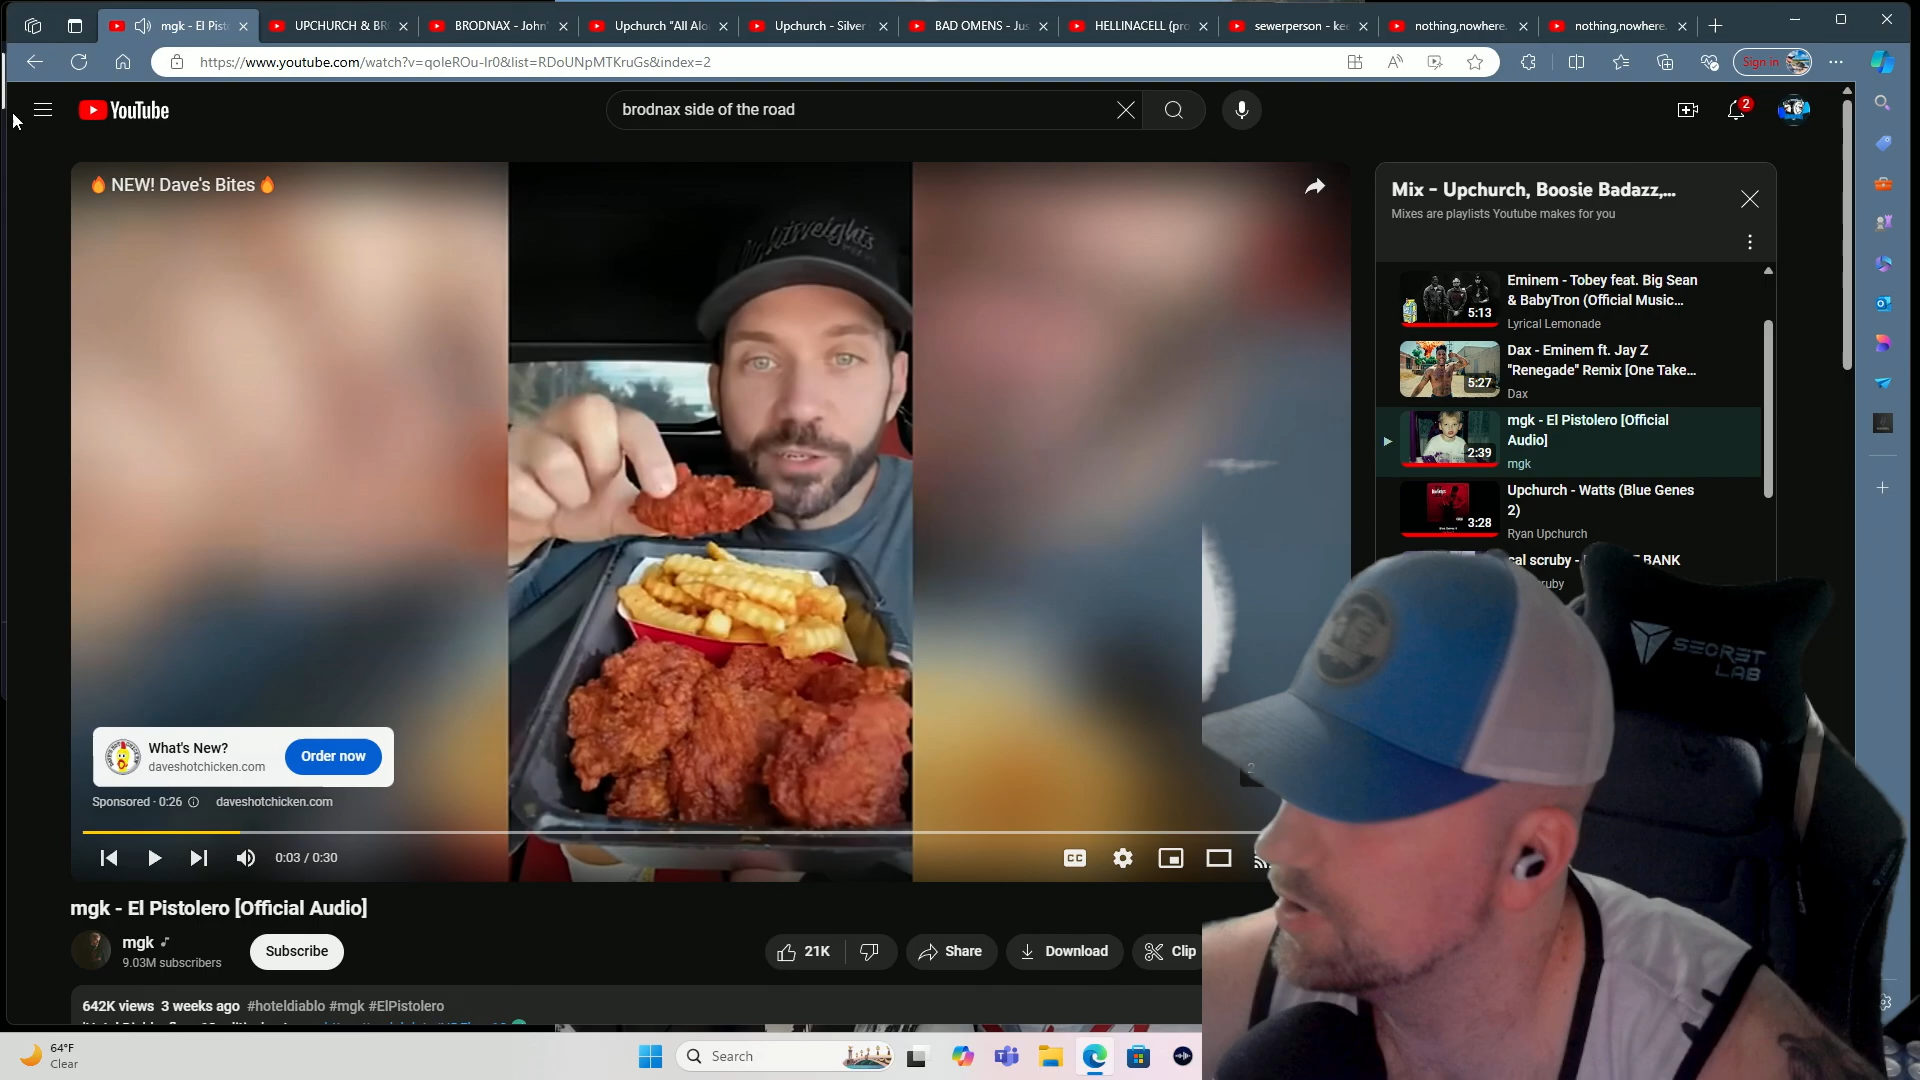 mgk - El Pist
UPCHURCH & BR
BRODNAX - John
Upchurch "All Alo
Upchurch - Silver
BAD OMENS - Jus
HELLINACELL (pro
sewerperson - kee
nothing,nowhere.
nothing,nowhere.
https://www.youtube.com/watch?v=qoleROu-Ir0&list=RDoUNpMTKruGs&index=2
Sign in
YouTube
brodnax side of the road
2
NEW! Dave's Bites
Mix - Upchurch, Boosie Badazz,...
Mixes are playlists Youtube makes for you
Eminem - Tobey feat. Big Sean
& BabyTron (Official Music...
5:13
Lyrical Lemonade
Dax - Eminem ft. Jay Z
"Renegade" Remix [One Take...
5:27
Dax
mgk - El Pistolero [Official
Audio]
2:39
mgk
Upchurch - Watts (Blue Genes
2)
3:28
Ryan Upchurch
BANK
SECRET
LAB
What's New?
daveshotchicken.com
Order now
Sponsored · 0:26
daveshotchicken.com
0:03 / 0:30
CC
mgk - El Pistolero [Official Audio]
mgk
9.03M subscribers
Subscribe
21K
Share
Download
Clip
642K views 3 weeks ago #hoteldiablo #mgk #ElPistolero
64°F
Clear
Search